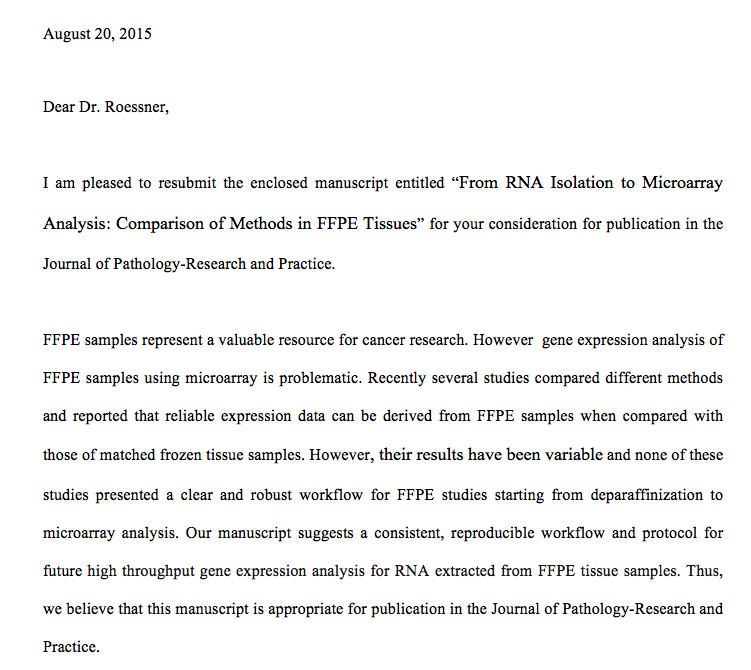 August 20, 2015
Dear Dr. Roessner,
I am pleased to resubmit the enclosed manuscript entitled “From RNA Isolation to Microarray
Analysis: Comparison of Methods in FFPE Tissues” for your consideration for publication in the
Journal of Pathology-Research and Practice.
FFPE samples represent a valuable resource for cancer research. However  gene expression analysis of
FFPE samples using microarray is problematic. Recently several studies compared different methods
and reported that reliable expression data can be derived from FFPE samples when compared with
those of matched frozen tissue samples. However, their results have been variable and none of these
studies presented a clear and robust workflow for FFPE studies starting from deparaffinization to
microarray analysis. Our manuscript suggests a consistent, reproducible workflow and protocol for
future high throughput gene expression analysis for RNA extracted from FFPE tissue samples. Thus,
we believe that this manuscript is appropriate for publication in the Journal of Pathology-Research and
Practice.